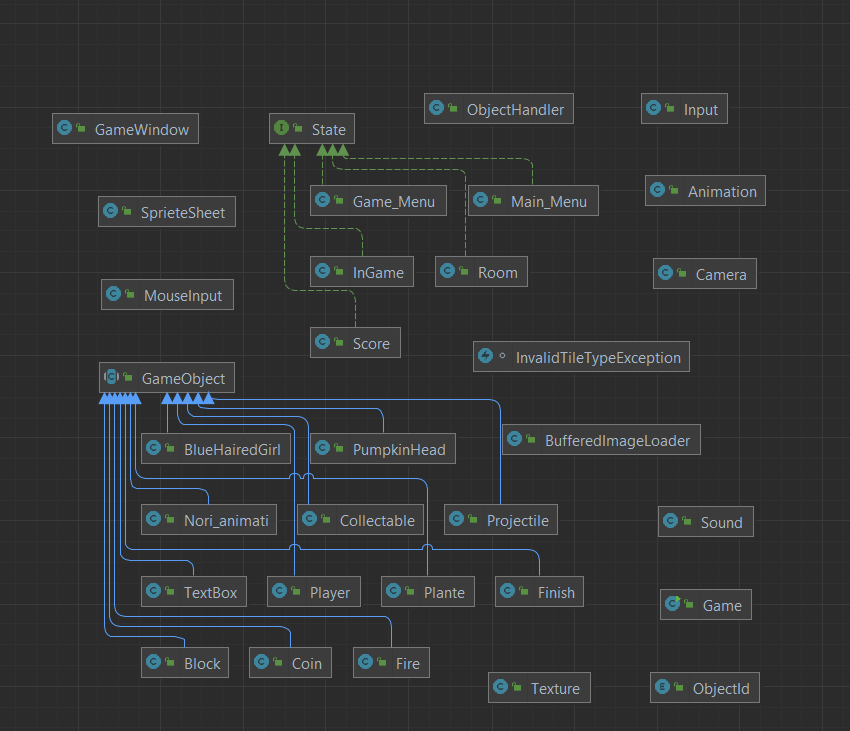 ObjectHandler
Input
GameWindow
State
Animation
Game_Menu
Main_Menu
SprieteSheet
InGame
Room
Camera
MouseInput
Score
InvalidTileTypeException
GameObject
BufferedImageLoader
BlueHairedGirl
PumpkinHead
Nori_animati
Collectable
Projectile
Sound
TextBox
Player
Plante
Finish
Game
Block
Coin
Fire
Texture
ObjectId